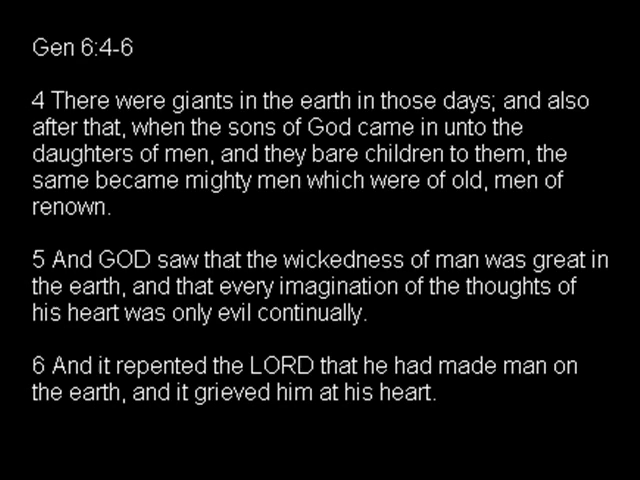 Gen 6:4-6
4 There were giants in the earth in those days; and also
after that, when the sons of God came in unto the
daughters of men, and they bare children to them, the
same became mighty men which were of old, men of
renown.
5 And GOD saw that the wickedness of man was great in
the earth, and that every imagination of the thoughts of
his heart was only evil continually.
6 And it repented the LORD that he had made man on
the earth, and it grieved him at his heart.